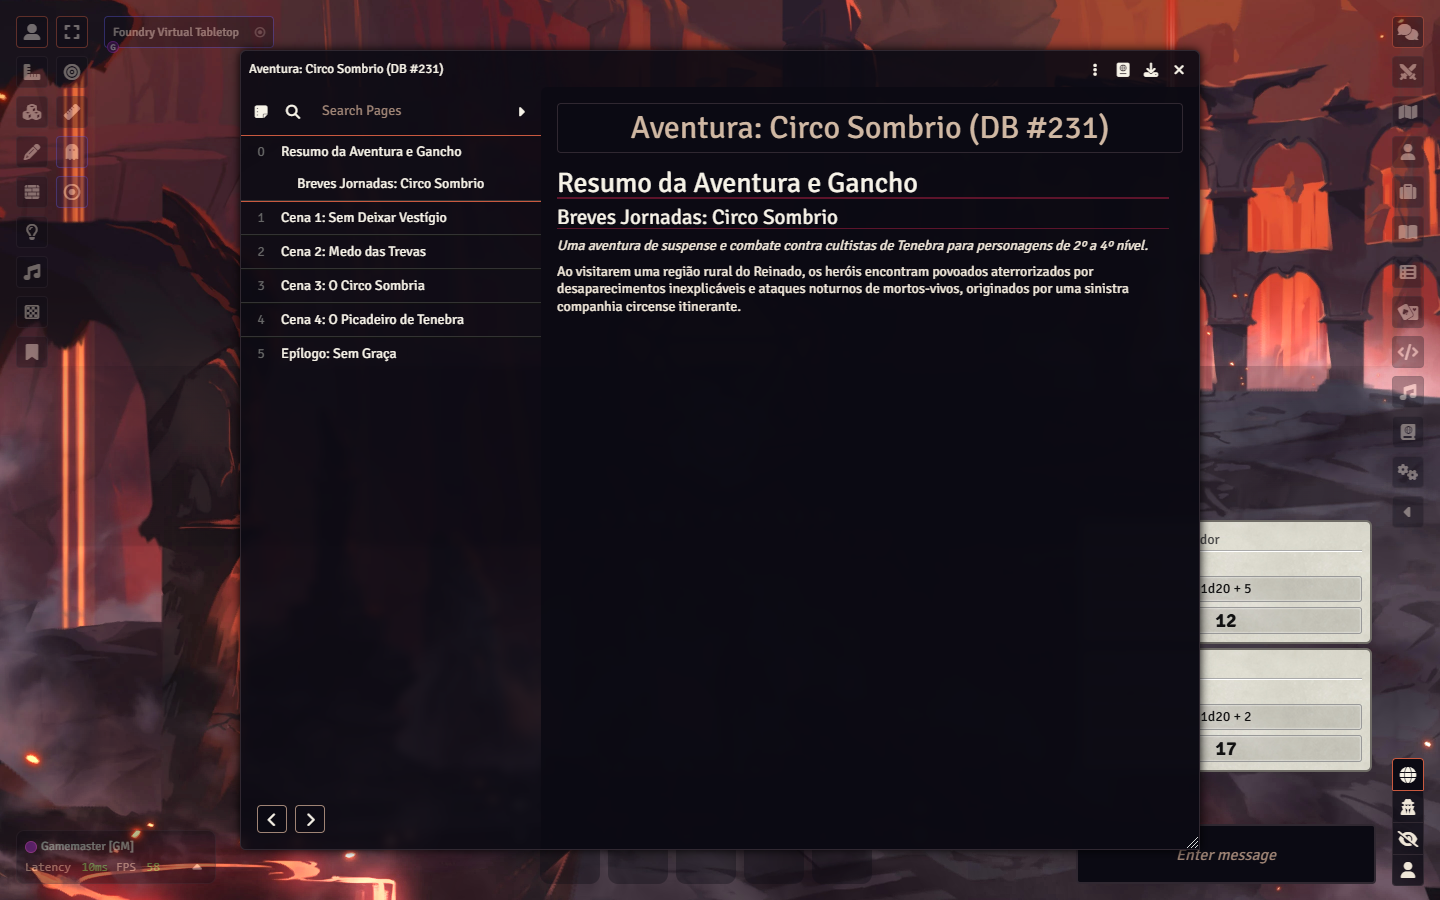 Foundry Virtual Tabletop
G
Aventura: Circo Sombrio (DB #231)
Search Pages
0 Resumo da Aventura e Gancho
Breves Jornadas: Circo Sombrio
1 Cena 1: Sem Deixar Vestígio
2 Cena 2: Medo das Trevas
3 Cena 3: O Circo Sombria
4 Cena 4: O Picadeiro de Tenebra
5 Epílogo: Sem Graça
Aventura: Circo Sombrio (DB #231)
Resumo da Aventura e Gancho
Breves Jornadas: Circo Sombrio
Uma aventura de suspense e combate contra cultistas de Tenebra para personagens de 2º a 4º nível.
Ao visitarem uma região rural do Reinado, os heróis encontram povoados aterrorizados por
desaparecimentos inexplicáveis e ataques noturnos de mortos-vivos, originados por uma sinistra
companhia circense itinerante.
dor
1d20 + 5
12
1d20 + 2
17
Enter message
Gamemaster [GM]
Latency 10ms FPS 58